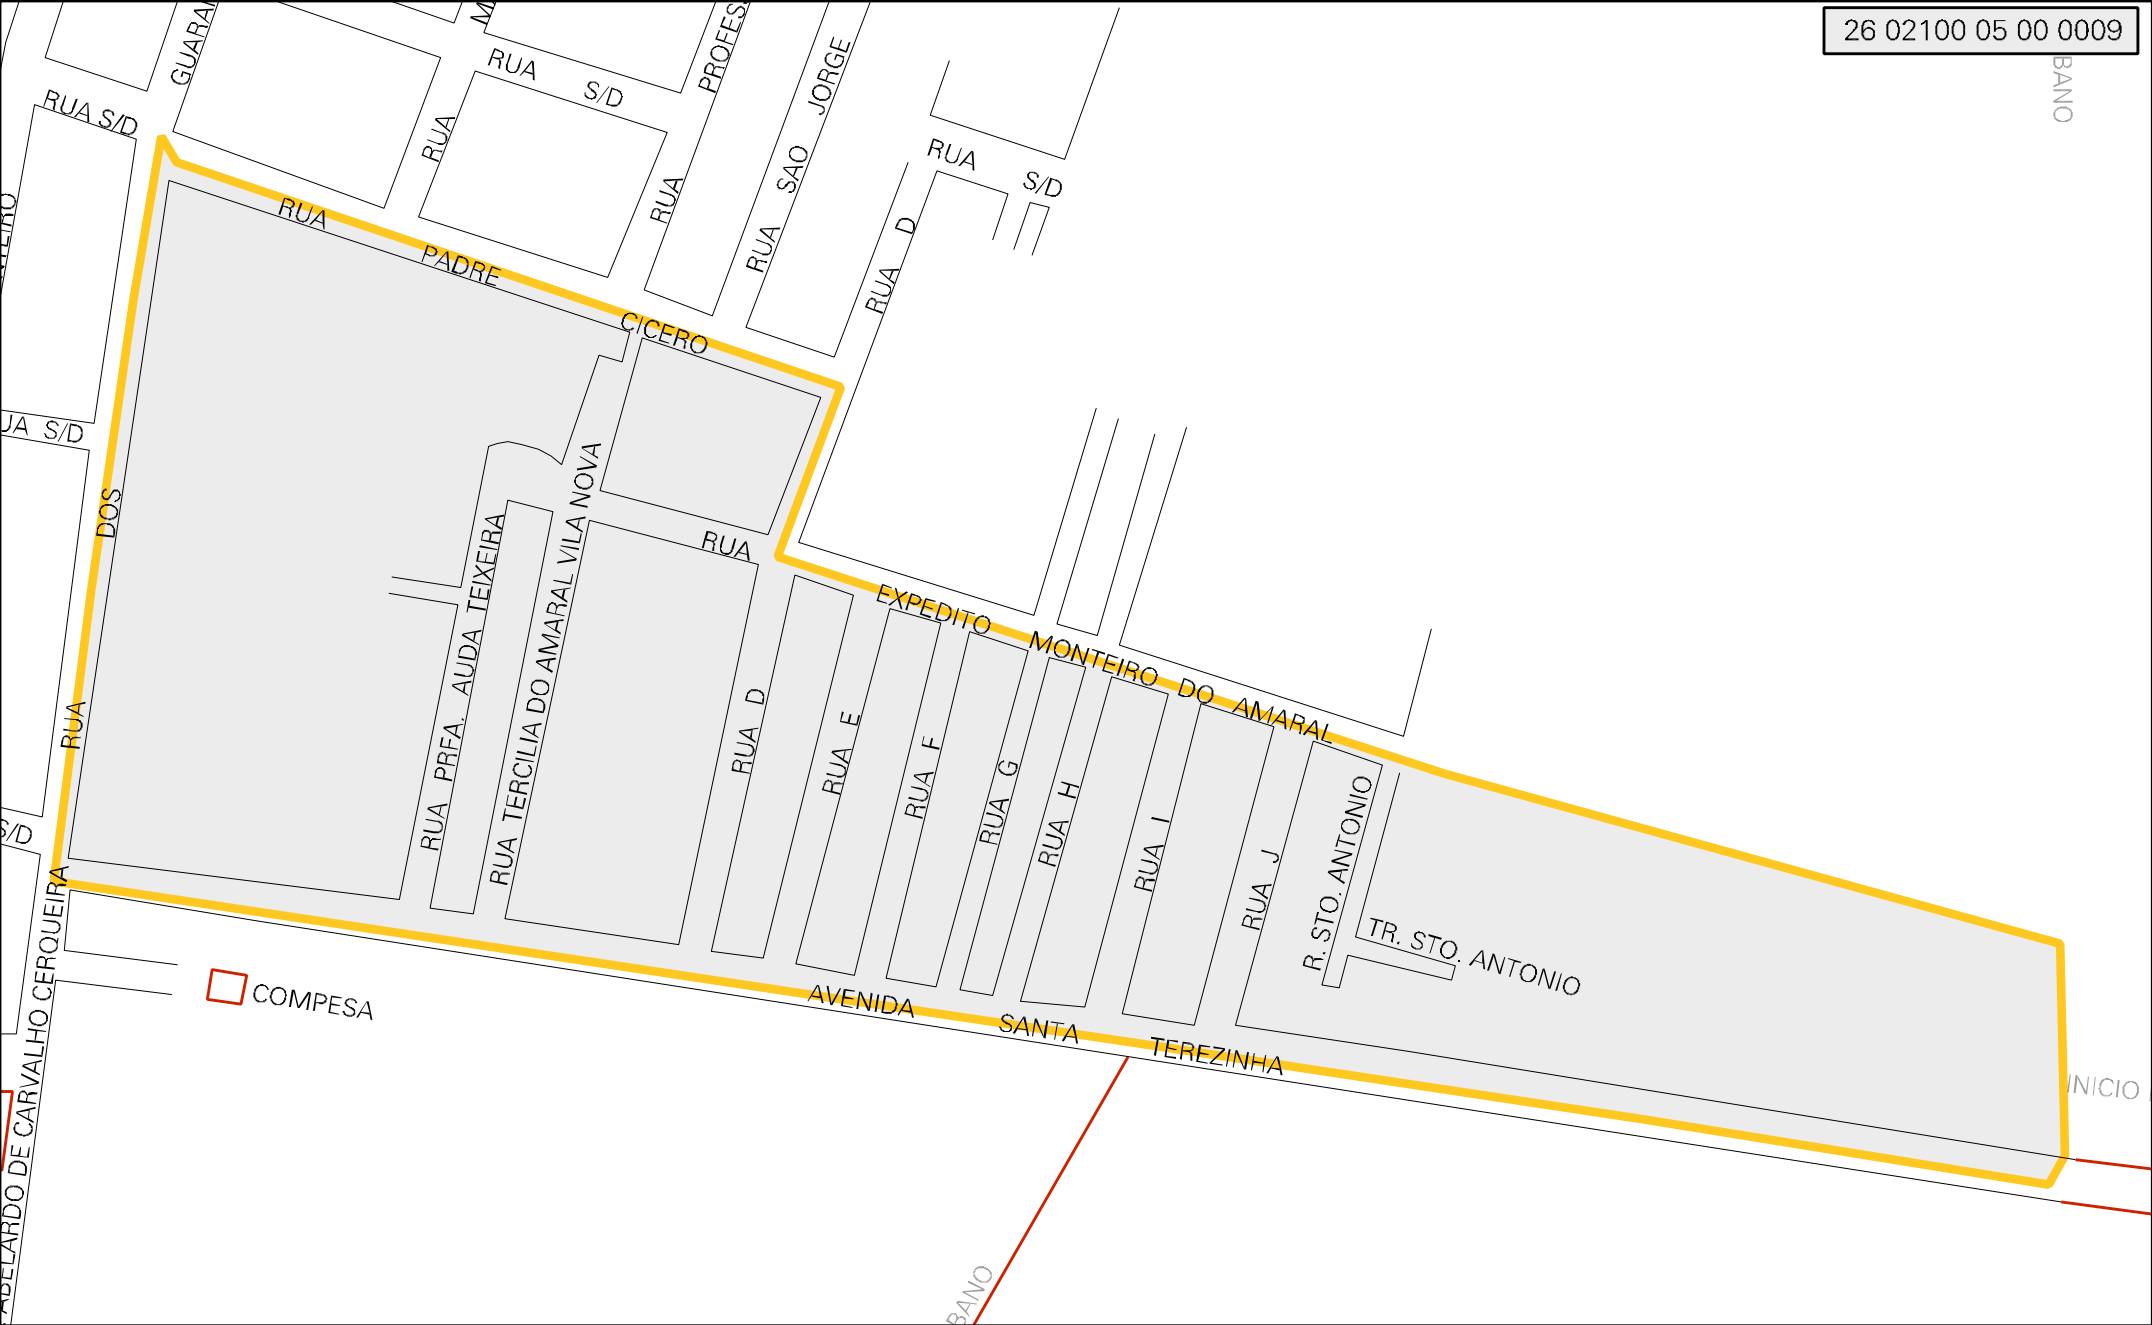 26 02100 05 00 0009
BANO
RUA S/D
RUA S/D
RUA
RUA
RUA SAO JORGE
RUA S/D
RUA D
RUA PADRE CICERO
S/D
RUA DOS
RUA PRFA. AUDA TEIXEIRA
RUA TERCILIA DO AMARAL VILA NOVA
RUA EXPEDITO MONTEIRO DO AMARAL
RUA D
RUA E
RUA F
RUA G
RUA H
RUA I
RUA J
R. STO. ANTONIO
TR. STO. ANTONIO
S/D
ABELARDO DE CARVALHO CERQUEIRA
COMPESA
AVENIDA SANTA TEREZINHA
INICIO
BANO